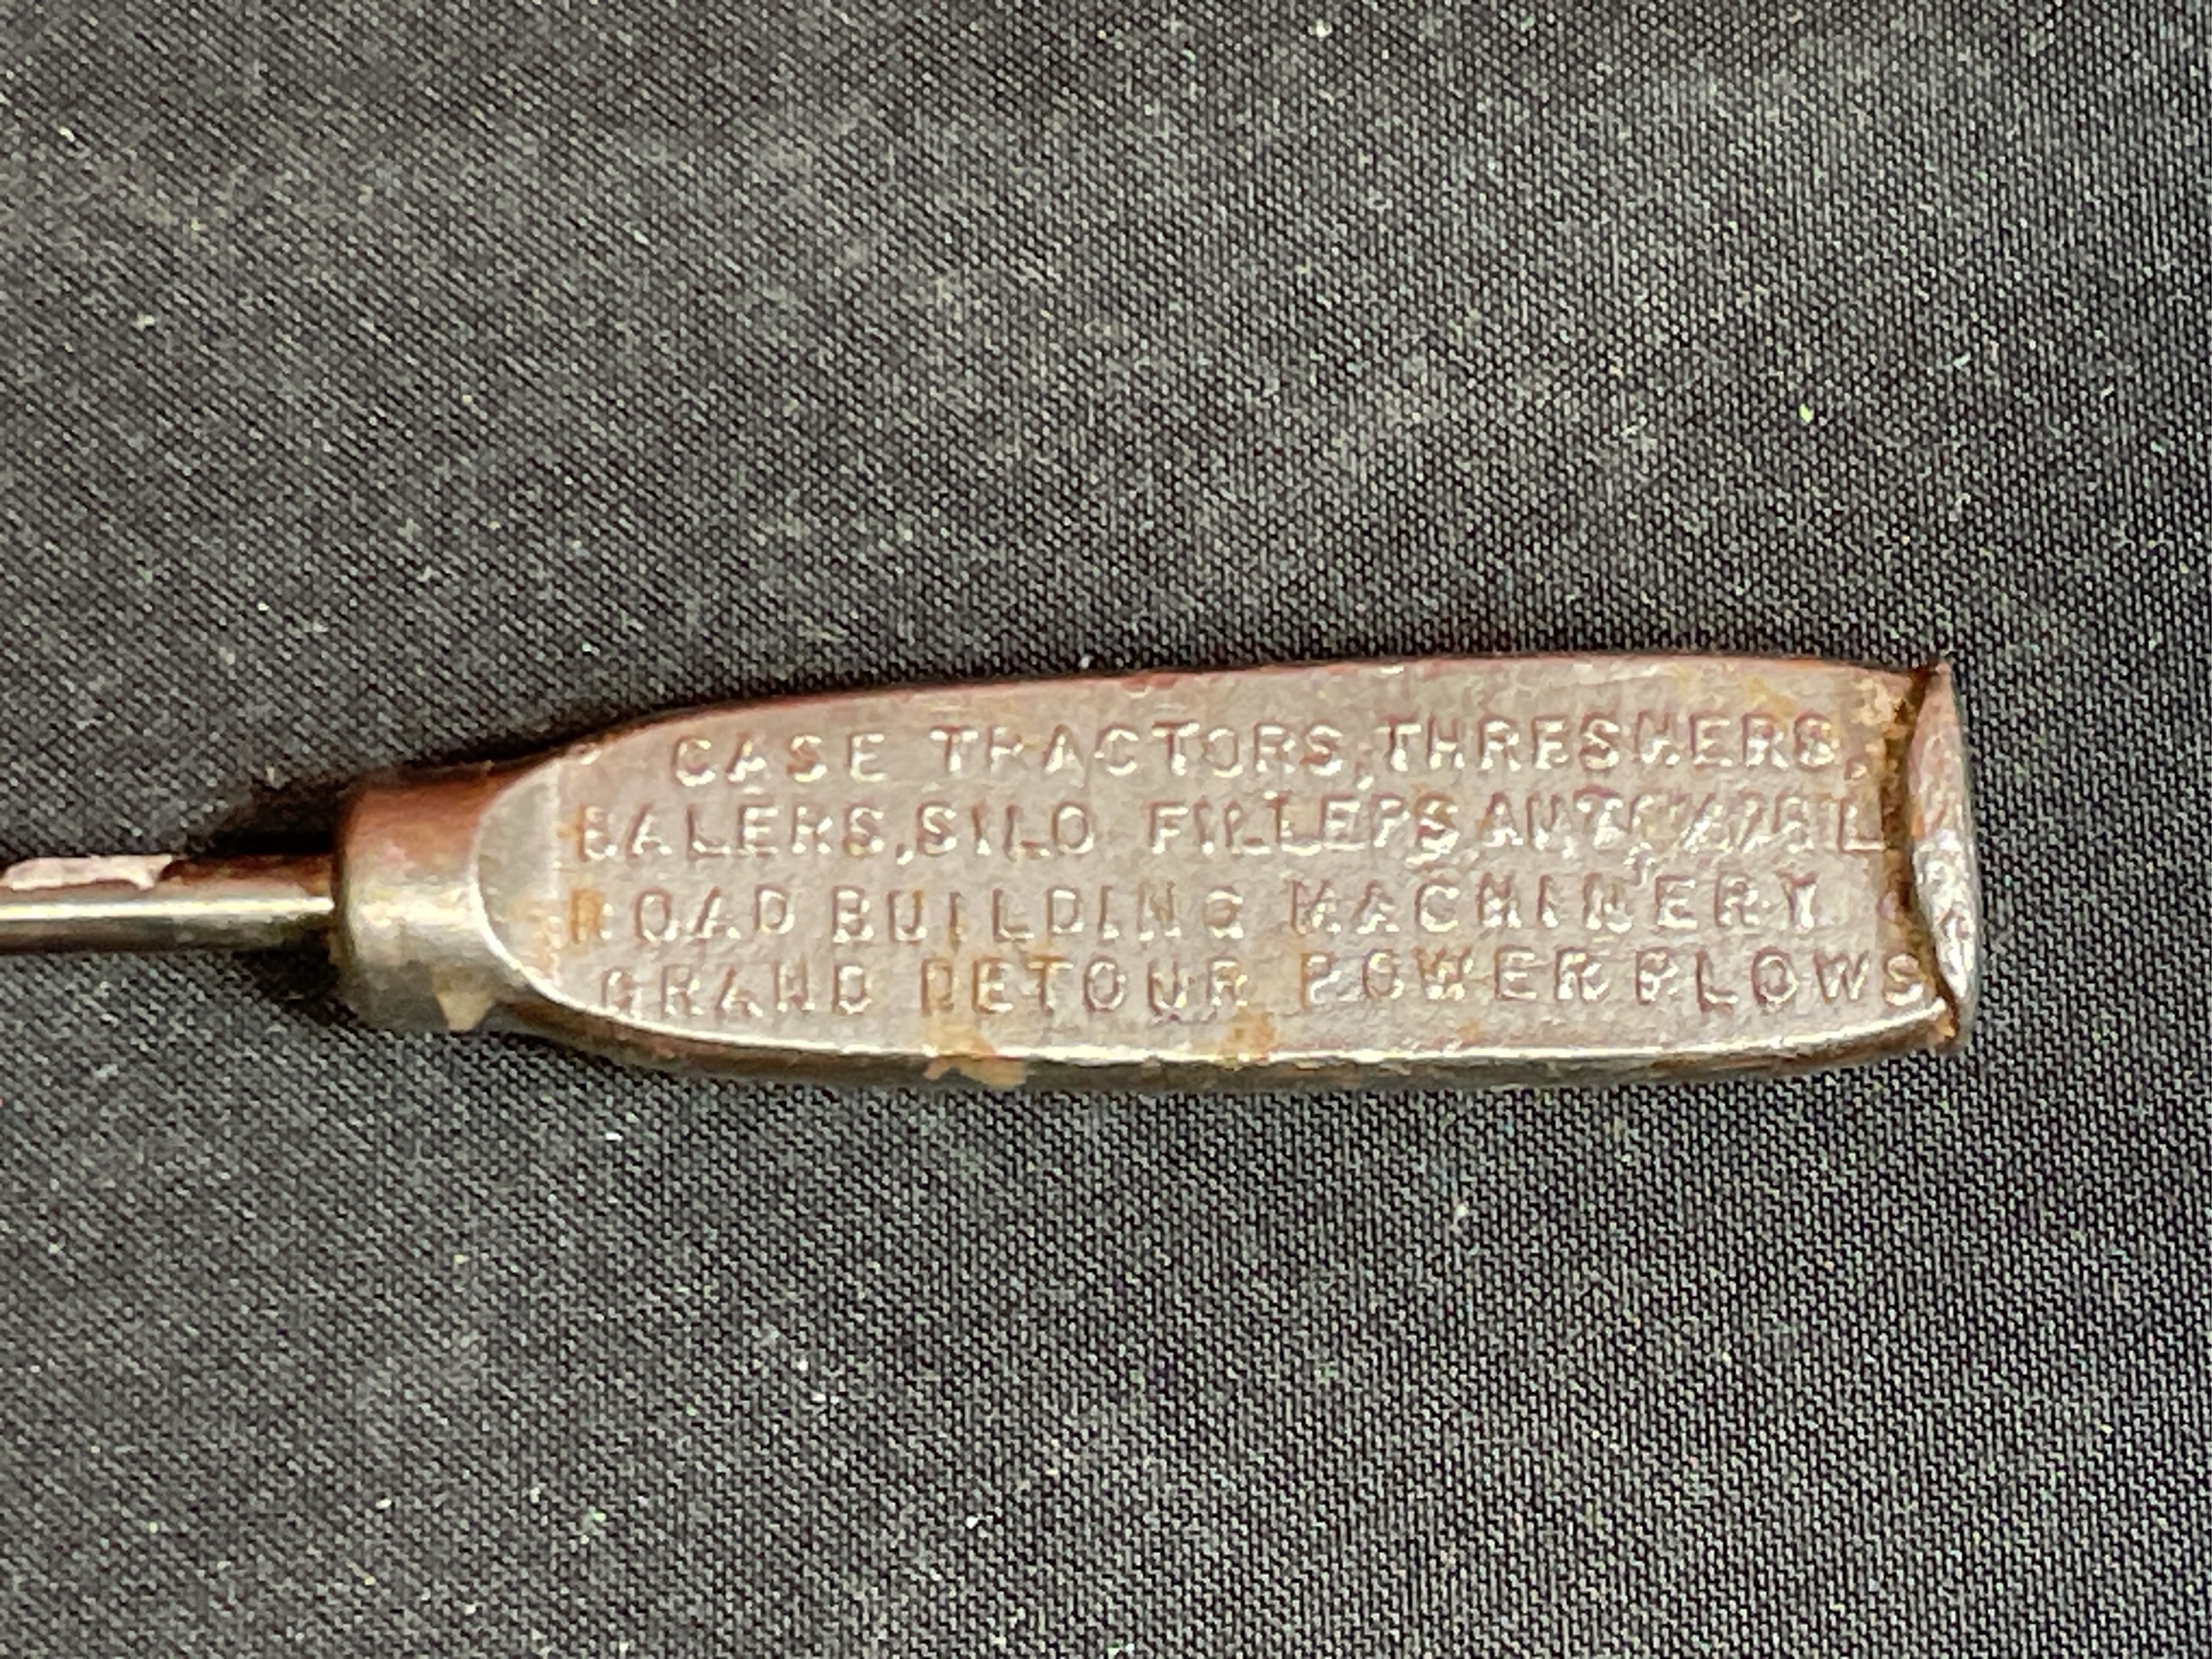 CASE TRACTORS, THRESHERS,
BALERS, SILO FILLERS,
ROAD BUILDING MACHINERY
GRAND DETOUR POWER PLOWS